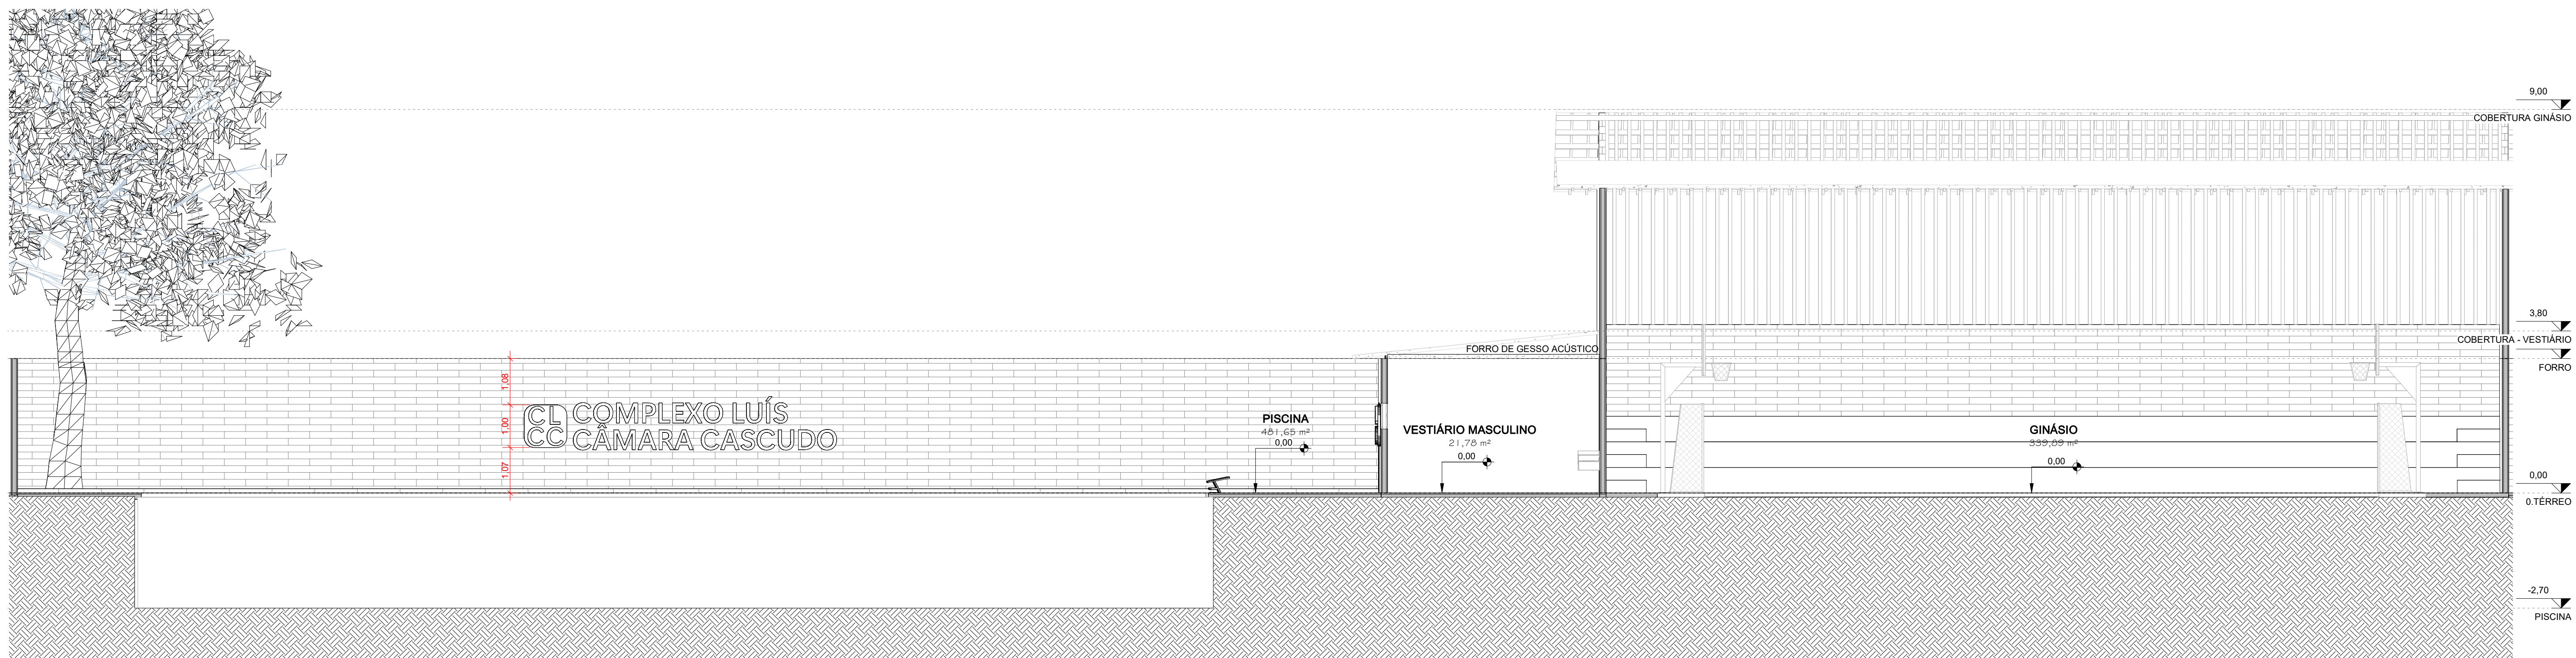 9,00
COBERTURA GINÁSIO
3,80
COBERTURA - VESTIÁRIO
FORRO
FORRO DE GESSO ACÚSTICO
1,08
1,00
1,07
CL
CC
COMPLEXO LUÍS
CÂMARA CASCUDO
PISCINA
481,65 m²
0,00
VESTIÁRIO MASCULINO
21,78 m²
0,00
GINÁSIO
339,89 m²
0,00
0,00
0.TÉRREO
-2,70
PISCINA